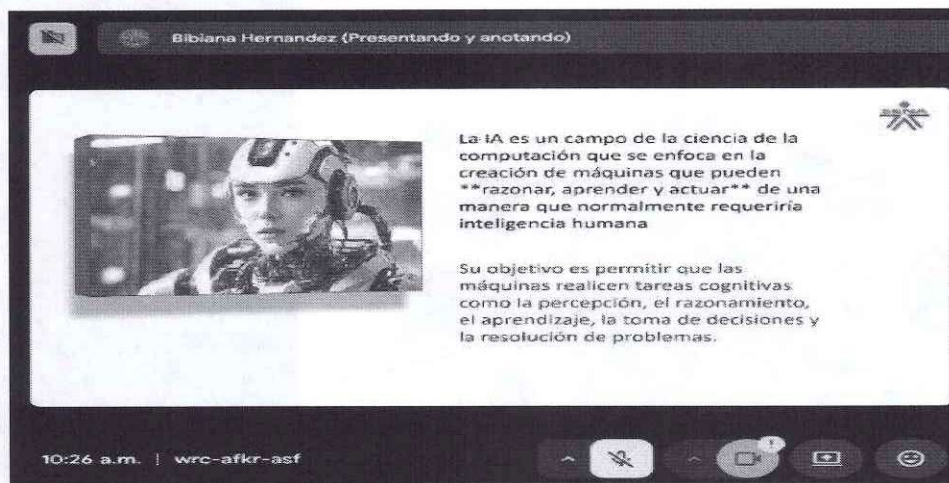 Bibiana Hernandez (Presentando y anotando)
SENA
La IA es un campo de la ciencia de la
computación que se enfoca en la
creación de máquinas que pueden
**razonar, aprender y actuar** de una
manera que normalmente requeriría
inteligencia humana
Su objetivo es permitir que las
máquinas realicen tareas cognitivas
como la percepción, el razonamiento,
el aprendizaje, la toma de decisiones y
la resolución de problemas.
10:26 a.m. | wrc-afkr-asf